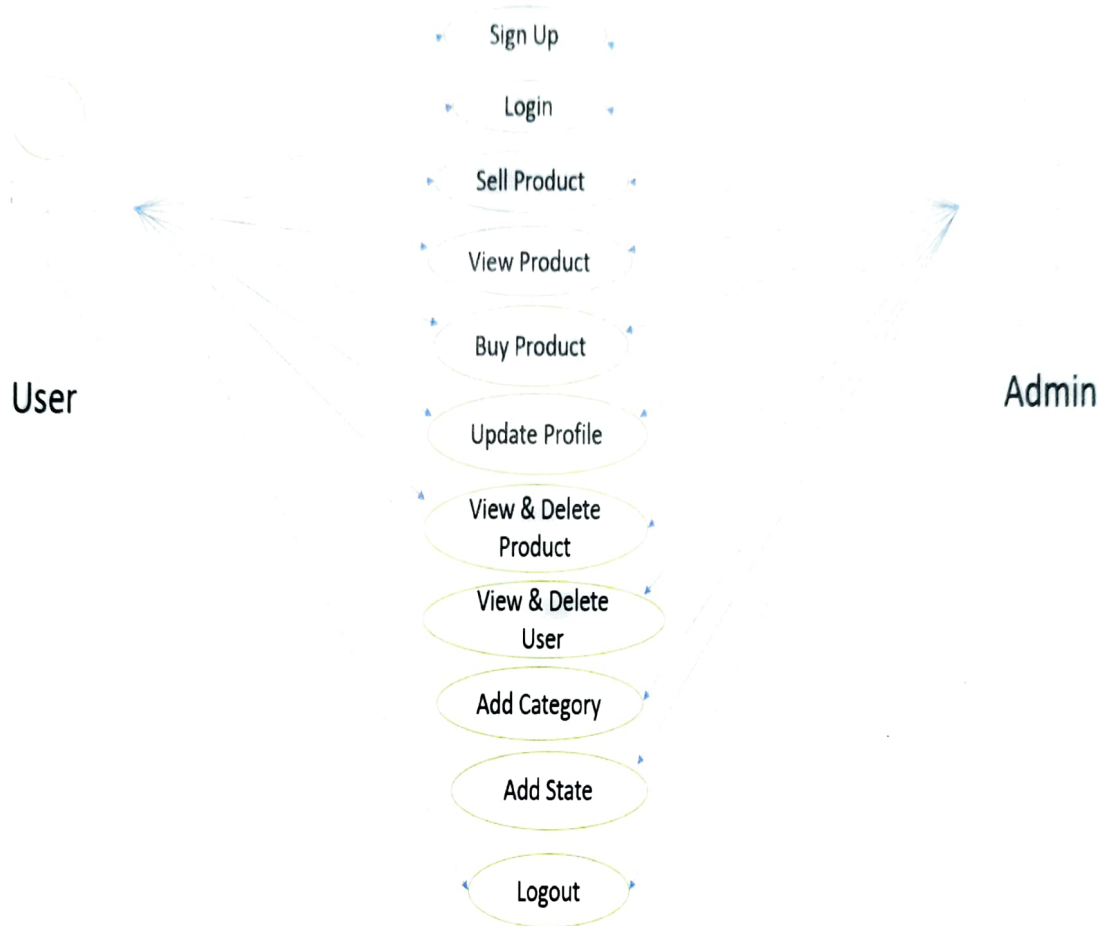 Sign Up
Login
Sell Product
View Product
Buy Product
User
Admin
Update Profile
View & Delete
Product
View & Delete
User
Add Category
Add State
Logout